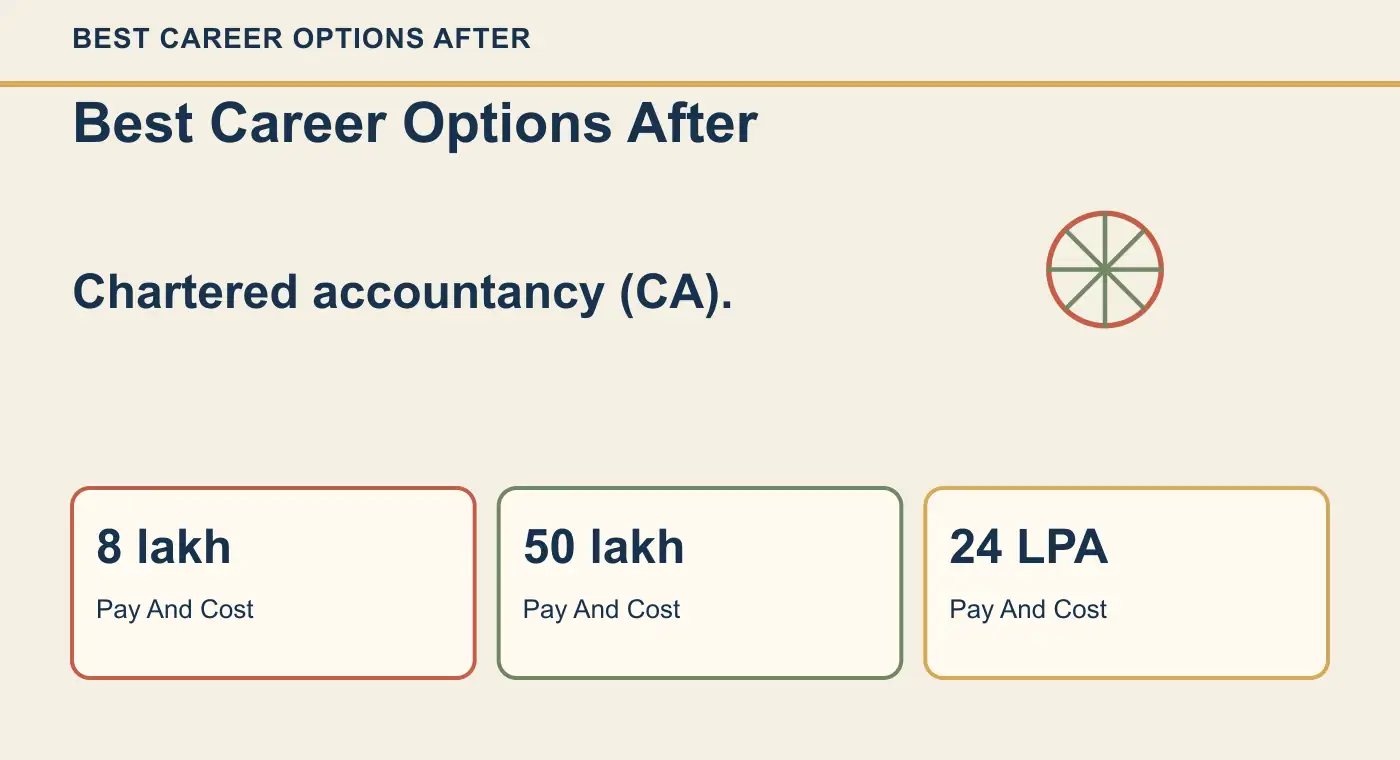 BEST CAREER OPTIONS AFTER
Best Career Options After
Chartered accountancy (CA).
8 lakh
Pay And Cost
50 lakh
Pay And Cost
24 LPA
Pay And Cost